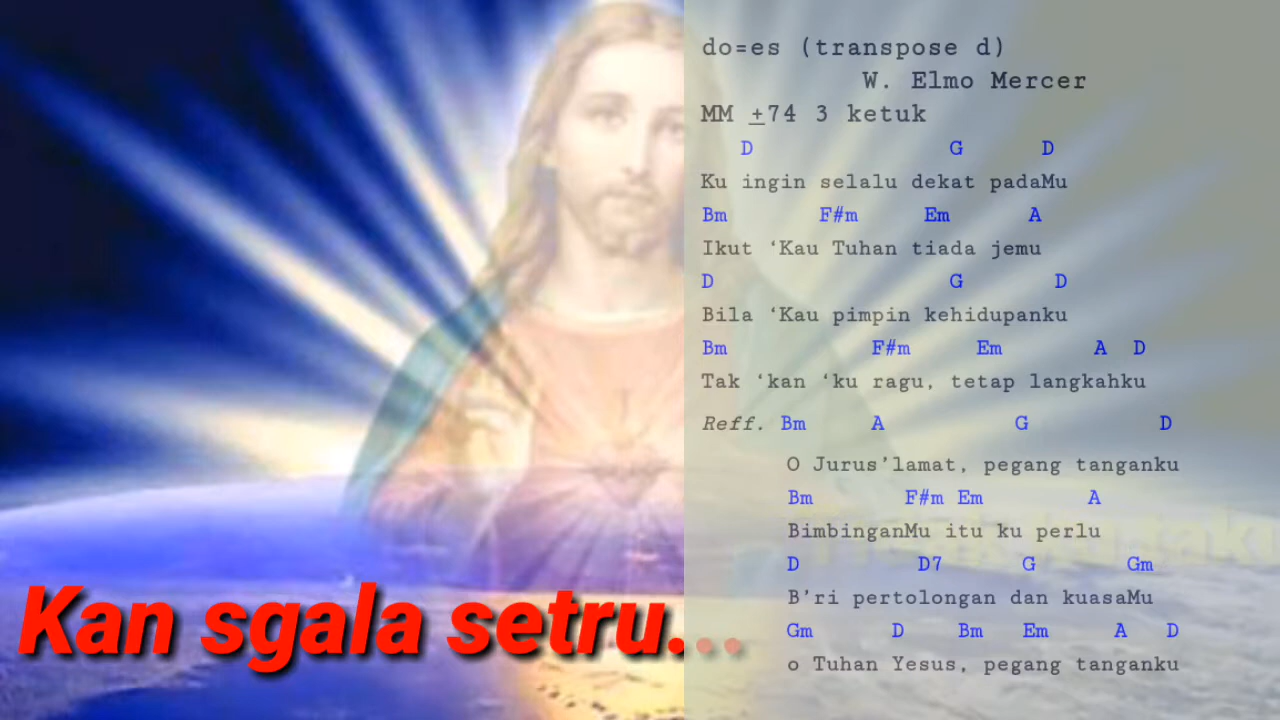 do=es (transpose d)
W. Elmo Mercer
MM ±74 3 ketuk
D G D
Ku ingin selalu dekat padaMu
Bm F#m Em A
Ikut ‘Kau Tuhan tiada jemu
D G D
Bila ‘Kau pimpin kehidupanku
Bm F#m Em A D
Tak ‘kan ‘ku ragu, tetap langkahku
Reff. Bm A G D
O Jurus’lamat, pegang tanganku
Bm F#m Em A
BimbinganMu itu ku perlu
D D7 G Gm
B’ri pertolongan dan kuasaMu
Gm D Bm Em A D
o Tuhan Yesus, pegang tanganku
Kan sgala setru...